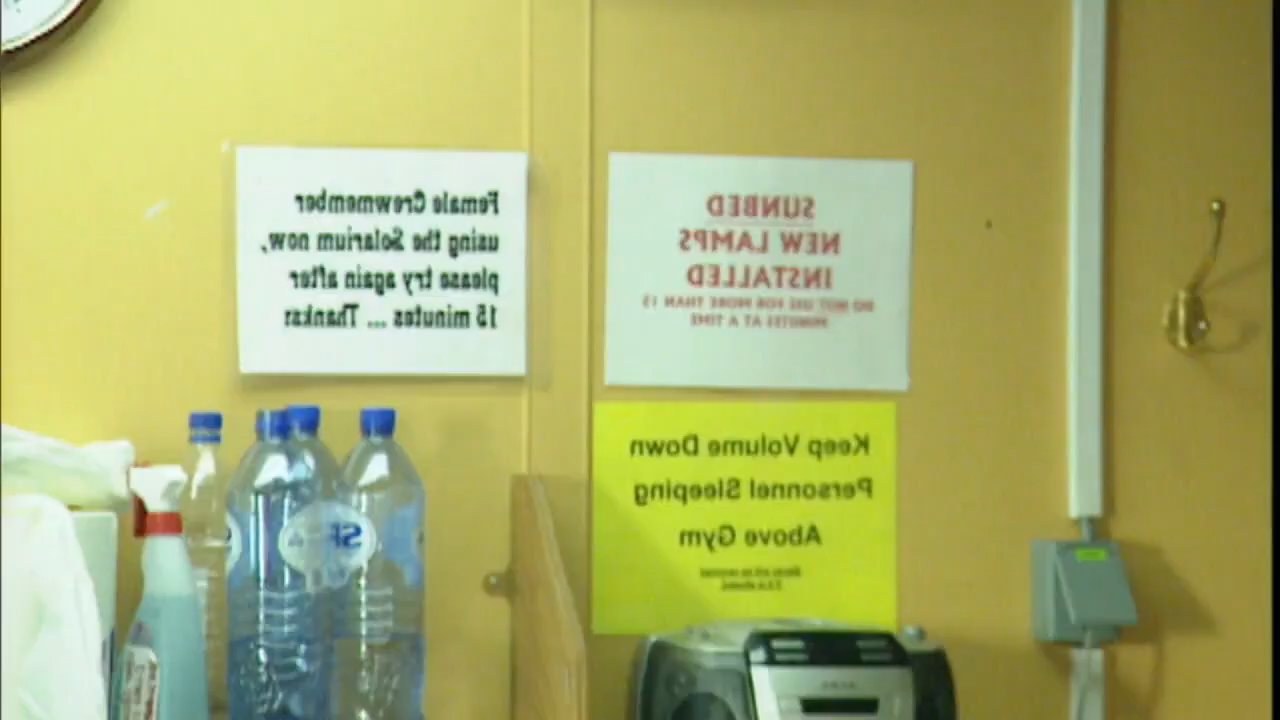 Female Crewmember
using the Solarium now,
please try again after
15 minutes ... Thanks!
SUNBED
NEW LAMPS
INSTALLED
DO NOT USE FOR MORE THAN 15
MINUTES AT A TIME
Keep Volume Down
Personnel Sleeping
Above Gym